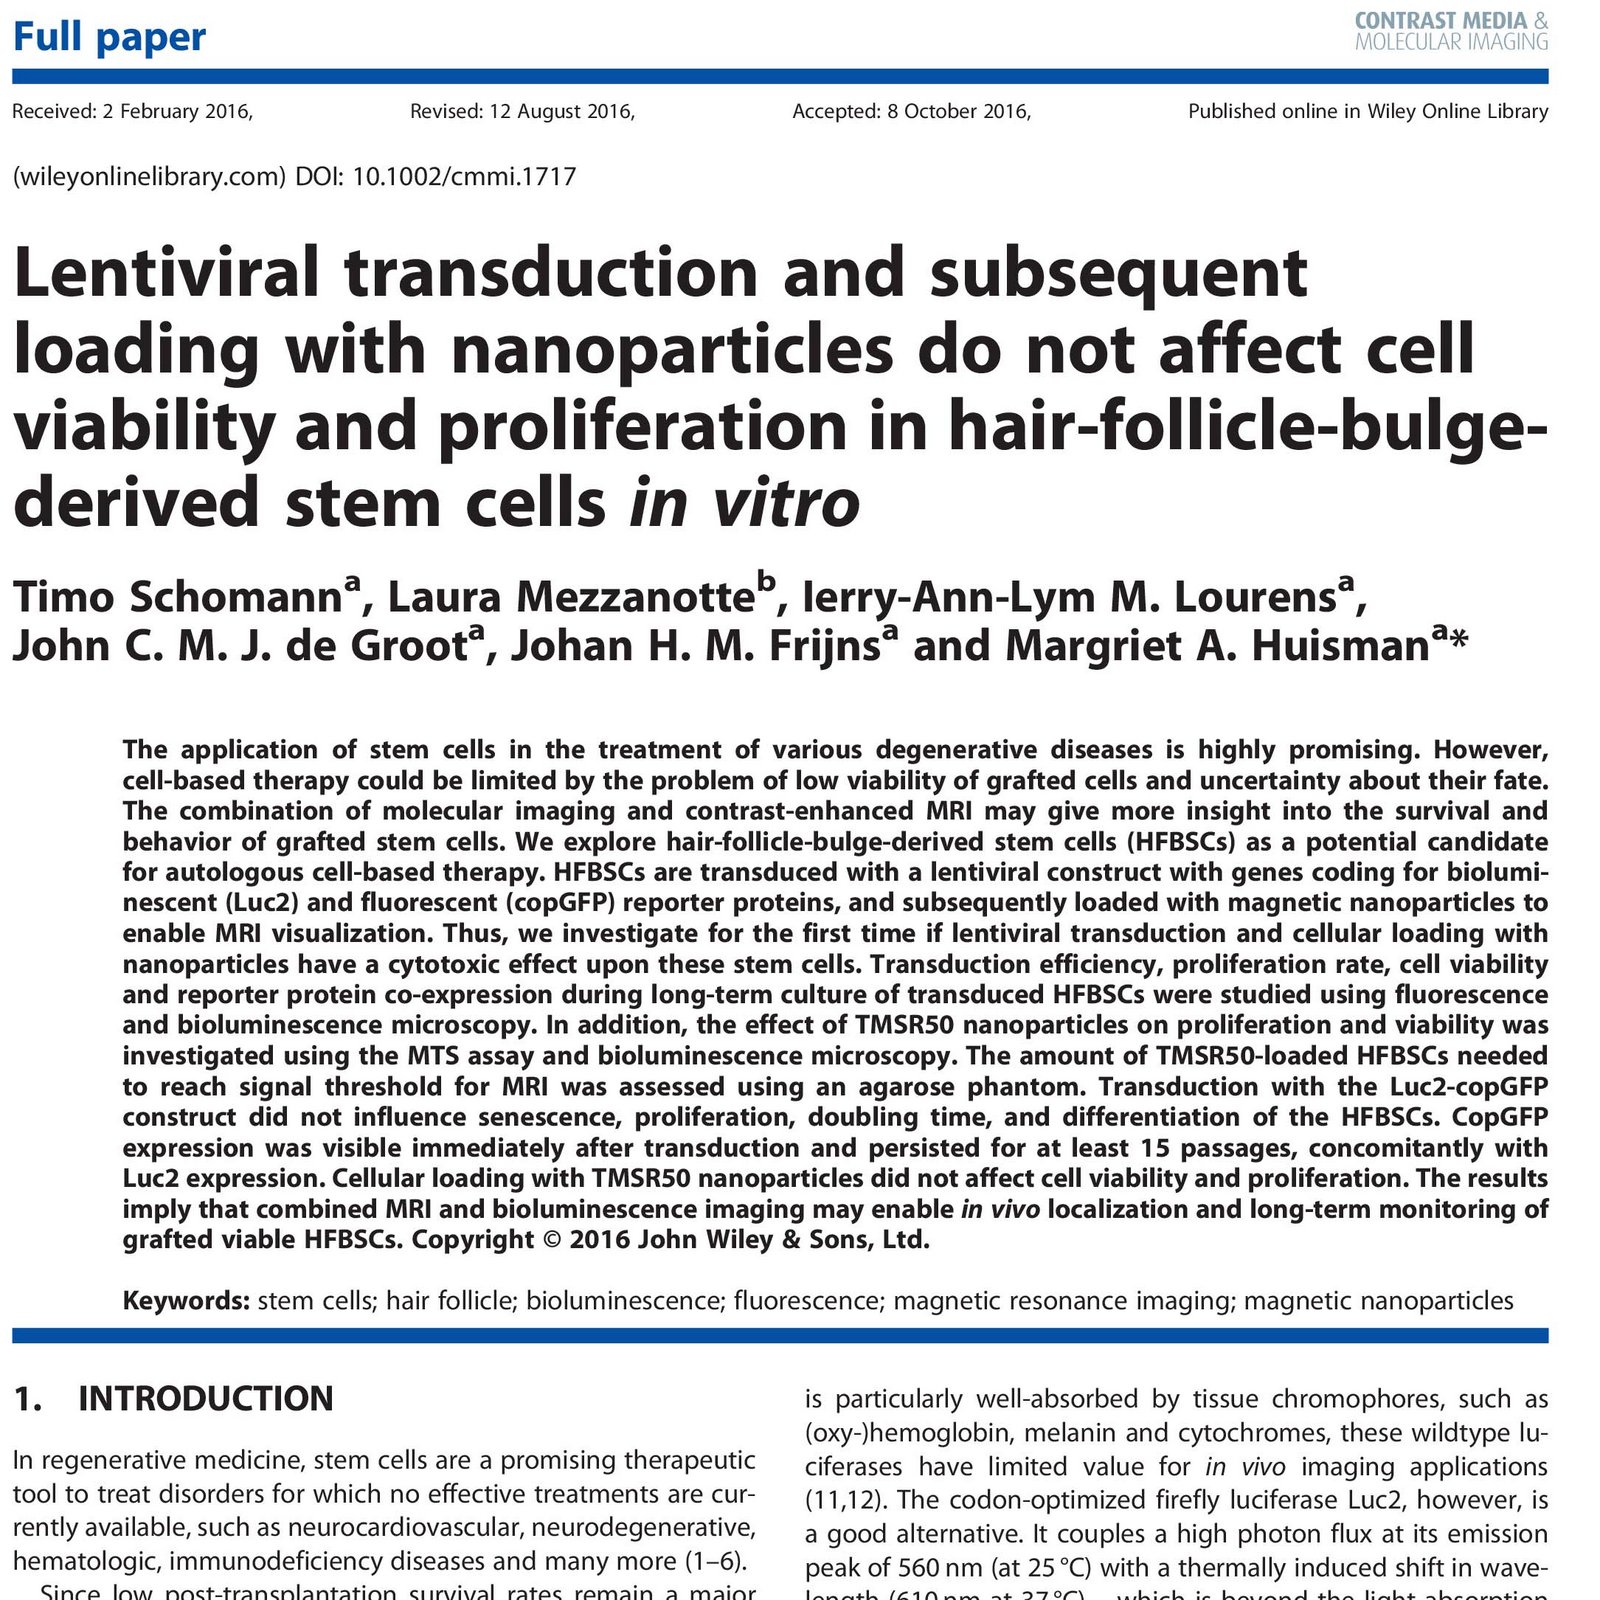 Full paper
CONTRAST MEDIA &
MOLECULAR IMAGING
Received: 2 February 2016, Revised: 12 August 2016, Accepted: 8 October 2016, Published online in Wiley Online Library
(wileyonlinelibrary.com) DOI: 10.1002/cmmi.1717
Lentiviral transduction and subsequent
loading with nanoparticles do not affect cell
viability and proliferation in hair-follicle-bulge-
derived stem cells in vitro
Timo Schomannᵃ, Laura Mezzanotteᵇ, Ierry-Ann-Lym M. Lourensᵃ,
John C. M. J. de Grootᵃ, Johan H. M. Frijnsᵃ and Margriet A. Huismanᵃ*
The application of stem cells in the treatment of various degenerative diseases is highly promising. However,
cell-based therapy could be limited by the problem of low viability of grafted cells and uncertainty about their fate.
The combination of molecular imaging and contrast-enhanced MRI may give more insight into the survival and
behavior of grafted stem cells. We explore hair-follicle-bulge-derived stem cells (HFBSCs) as a potential candidate
for autologous cell-based therapy. HFBSCs are transduced with a lentiviral construct with genes coding for biolumi-
nescent (Luc2) and fluorescent (copGFP) reporter proteins, and subsequently loaded with magnetic nanoparticles to
enable MRI visualization. Thus, we investigate for the first time if lentiviral transduction and cellular loading with
nanoparticles have a cytotoxic effect upon these stem cells. Transduction efficiency, proliferation rate, cell viability
and reporter protein co-expression during long-term culture of transduced HFBSCs were studied using fluorescence
and bioluminescence microscopy. In addition, the effect of TMSR50 nanoparticles on proliferation and viability was
investigated using the MTS assay and bioluminescence microscopy. The amount of TMSR50-loaded HFBSCs needed
to reach signal threshold for MRI was assessed using an agarose phantom. Transduction with the Luc2-copGFP
construct did not influence senescence, proliferation, doubling time, and differentiation of the HFBSCs. CopGFP
expression was visible immediately after transduction and persisted for at least 15 passages, concomitantly with
Luc2 expression. Cellular loading with TMSR50 nanoparticles did not affect cell viability and proliferation. The results
imply that combined MRI and bioluminescence imaging may enable in vivo localization and long-term monitoring of
grafted viable HFBSCs. Copyright © 2016 John Wiley & Sons, Ltd.
Keywords: stem cells; hair follicle; bioluminescence; fluorescence; magnetic resonance imaging; magnetic nanoparticles
1. INTRODUCTION
In regenerative medicine, stem cells are a promising therapeutic
tool to treat disorders for which no effective treatments are cur-
rently available, such as neurocardiovascular, neurodegenerative,
hematologic, immunodeficiency diseases and many more (1–6).
Since low post-transplantation survival rates remain a major
is particularly well-absorbed by tissue chromophores, such as
(oxy-)hemoglobin, melanin and cytochromes, these wildtype lu-
ciferases have limited value for in vivo imaging applications
(11,12). The codon-optimized firefly luciferase Luc2, however, is
a good alternative. It couples a high photon flux at its emission
peak of 560 nm (at 25 °C) with a thermally induced shift in wave-
length (610 nm at 37 °C) which is beyond the light absorption